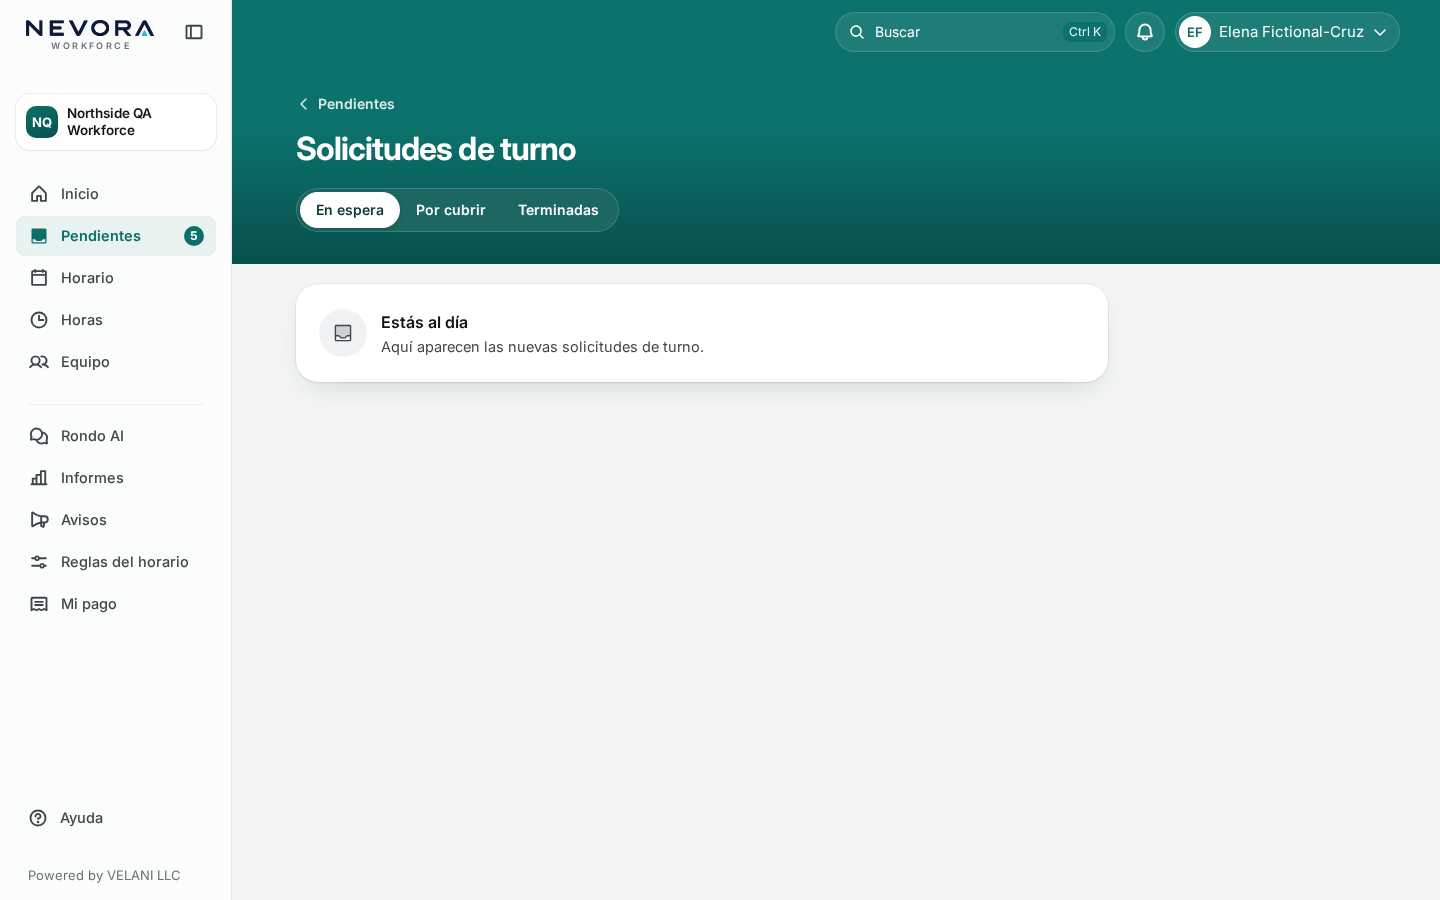 NEVORA
WORKFORCE
Northside QA
Workforce
NQ
Inicio
Pendientes 5
Horario
Horas
Equipo
Rondo AI
Informes
Avisos
Reglas del horario
Mi pago
Ayuda
Powered by VELANI LLC
Buscar Ctrl K
EF Elena Fictional-Cruz
Pendientes
Solicitudes de turno
En espera Por cubrir Terminadas
Estás al día
Aquí aparecen las nuevas solicitudes de turno.